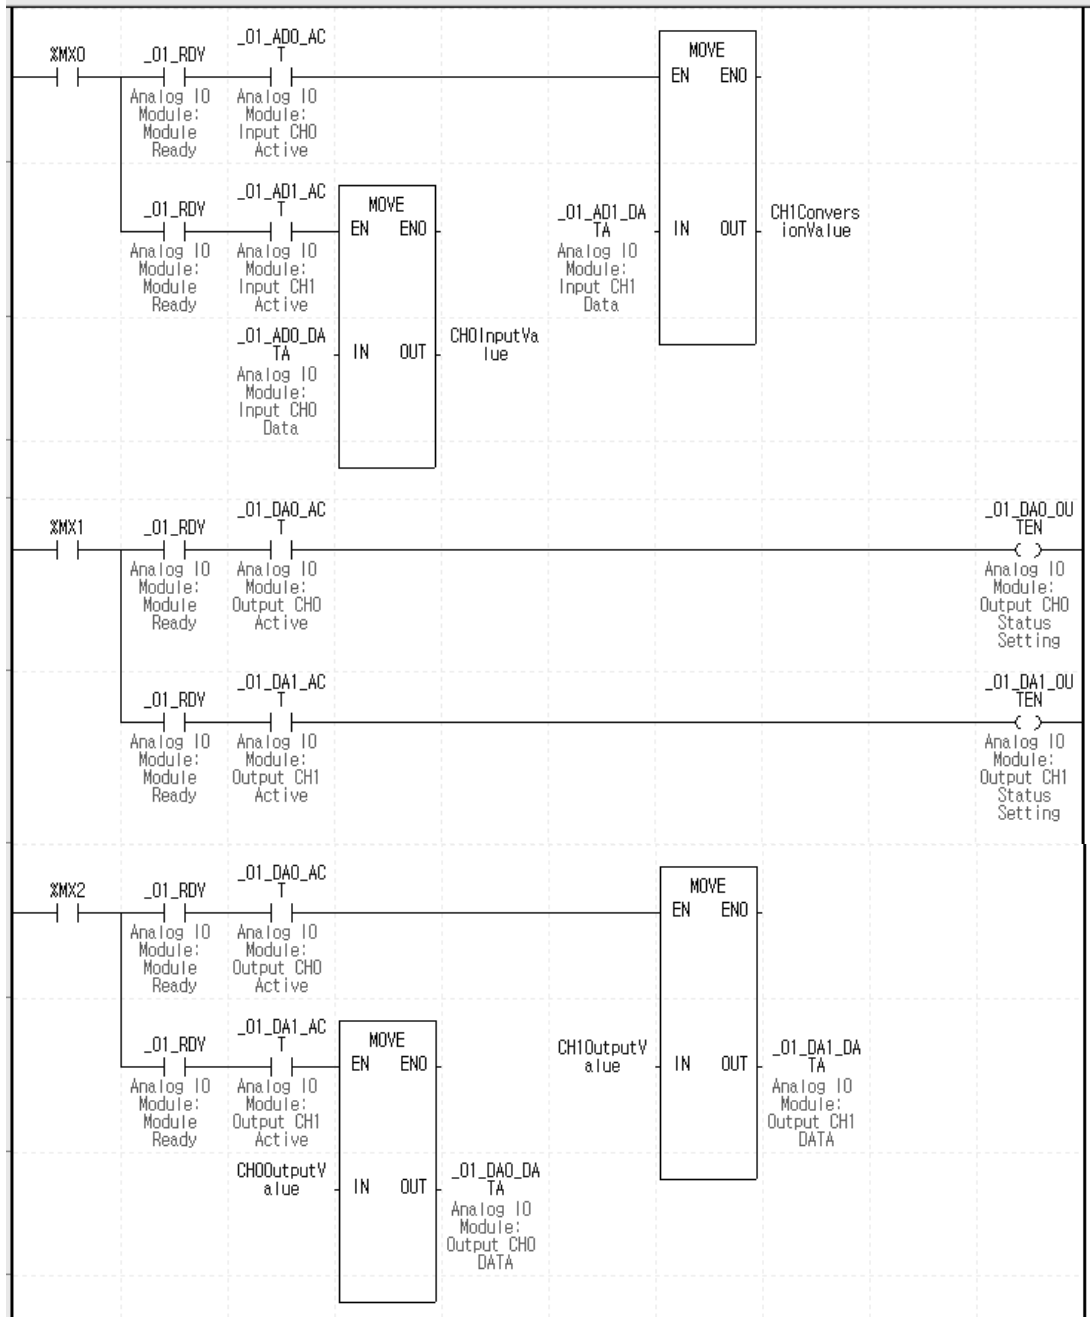 %MX0
_01_RDY
_01_AD0_AC
T
MOVE
EN ENO
Analog IO
Module:
Module
Ready
Analog IO
Module:
Input CH0
Active
_01_RDY
_01_AD1_AC
T
MOVE
EN ENO
_01_AD1_DA
TA
IN OUT
CH1Convers
ionValue
Analog IO
Module:
Module
Ready
Analog IO
Module:
Input CH1
Active
Analog IO
Module:
Input CH1
Data
_01_AD0_DA
TA
IN OUT
CH0InputVa
lue
Analog IO
Module:
Input CH0
Data
%MX1
_01_RDY
_01_DA0_AC
T
_01_DA0_OU
TEN
Analog IO
Module:
Module
Ready
Analog IO
Module:
Output CH0
Active
Analog IO
Module:
Output CH0
Status
Setting
_01_RDY
_01_DA1_AC
T
_01_DA1_OU
TEN
Analog IO
Module:
Module
Ready
Analog IO
Module:
Output CH1
Active
Analog IO
Module:
Output CH1
Status
Setting
%MX2
_01_RDY
_01_DA0_AC
T
MOVE
EN ENO
Analog IO
Module:
Module
Ready
Analog IO
Module:
Output CH0
Active
_01_RDY
_01_DA1_AC
T
MOVE
EN ENO
CH1OutputV
alue
IN OUT
_01_DA1_DA
TA
Analog IO
Module:
Module
Ready
Analog IO
Module:
Output CH1
Active
Analog IO
Module:
Output CH1
DATA
CH0OutputV
alue
IN OUT
_01_DA0_DA
TA
Analog IO
Module:
Output CH0
DATA